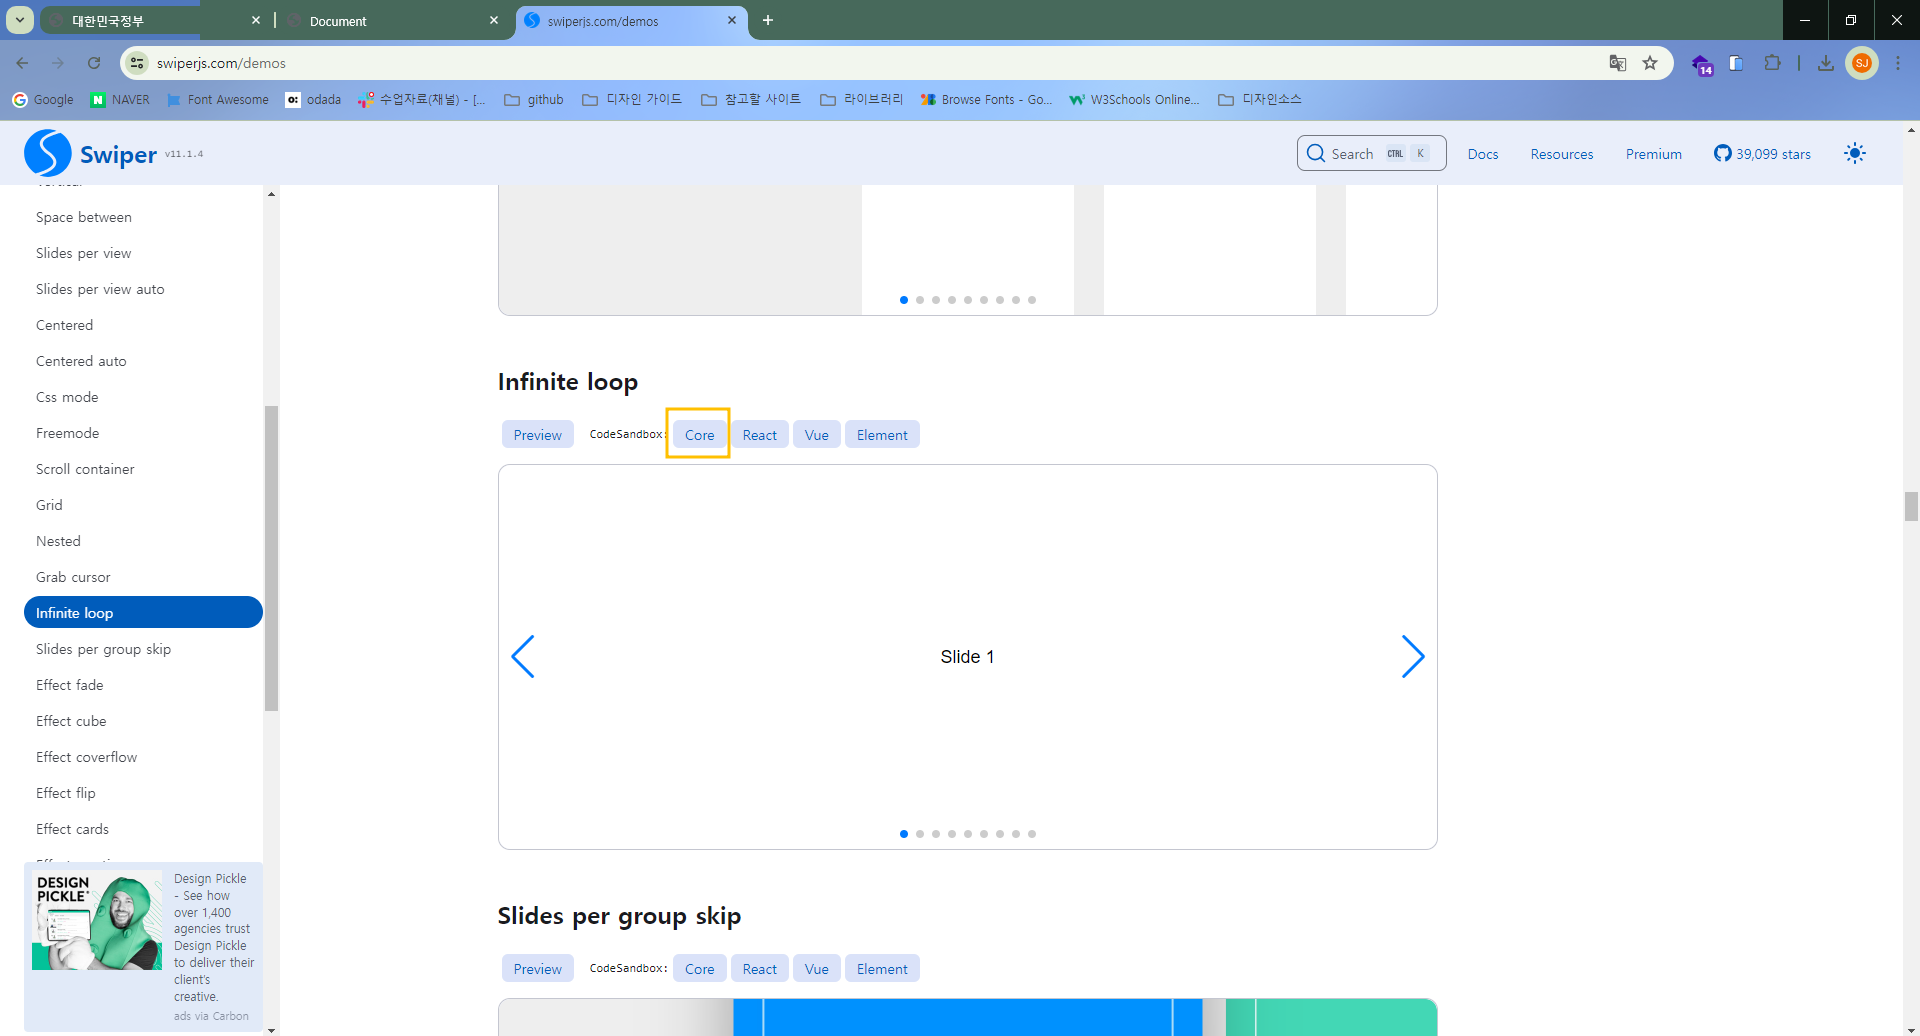 대한민국정부
Document
swiperjs.com/demos
swiperjs.com/demos
14
SJ
Google
NAVER
Font Awesome
odada
수업자료(채널) - [...
github
디자인 가이드
참고할 사이트
라이브러리
Browse Fonts - Go...
W3Schools Online...
디자인소스
Swiper v11.1.4
Search CTRL K
Docs
Resources
Premium
39,099 stars
Vertical
Space between
Slides per view
Slides per view auto
Centered
Centered auto
Css mode
Freemode
Scroll container
Grid
Nested
Grab cursor
Infinite loop
Slides per group skip
Effect fade
Effect cube
Effect coverflow
Effect flip
Effect cards
DESIGN
PICKLE
Design Pickle
- See how
over 1,400
agencies trust
Design Pickle
to deliver their
client's
creative.
ads via Carbon
Infinite loop
Preview CodeSandbox: Core React Vue Element
Slide 1
Slides per group skip
Preview CodeSandbox: Core React Vue Element